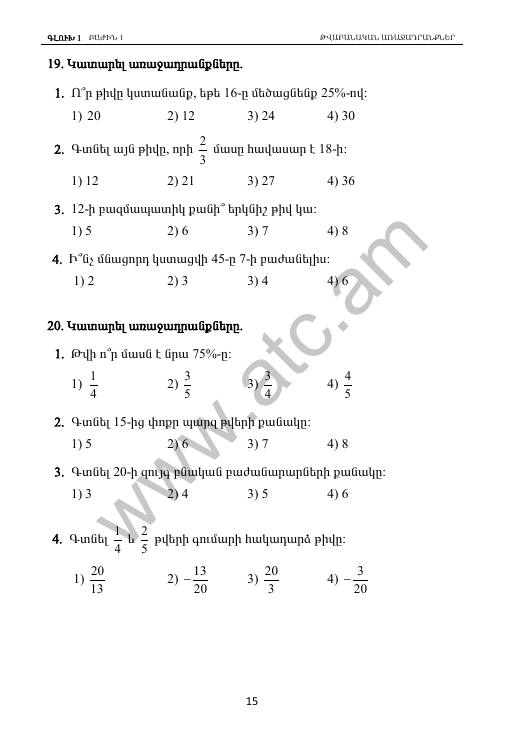 ԳԼՈՒԽ 1 ԲԱԺԻՆ 1 ԹՎԱԲԱՆԱԿԱՆ ԱՌԱՋԱԴՐԱՆՔՆԵՐ
19. Կատարել առաջադրանքները.
1. Ո՞ր թիվը կստանանք, եթե 16-ը մեծացնենք 25%-ով:
1) 20 2) 12 3) 24 4) 30
2. Գտնել այն թիվը, որի 2/3 մասը հավասար է 18-ի:
1) 12 2) 21 3) 27 4) 36
3. 12-ի բազմապատիկ քանի՞ երկնիշ թիվ կա:
1) 5 2) 6 3) 7 4) 8
4. Ի՞նչ մնացորդ կստացվի 45-ը 7-ի բաժանելիս:
1) 2 2) 3 3) 4 4) 6
20. Կատարել առաջադրանքները.
1. Թվի ո՞ր մասն է նրա 75%-ը:
1) 1/4 2) 3/5 3) 3/4 4) 4/5
2. Գտնել 15-ից փոքր պարզ թվերի քանակը:
1) 5 2) 6 3) 7 4) 8
3. Գտնել 20-ի զույգ բնական բաժանարարների քանակը:
1) 3 2) 4 3) 5 4) 6
4. Գտնել 1/4 և 2/5 թվերի գումարի հակադարձ թիվը:
1) 20/13 2) −13/20 3) 20/3 4) −3/20
www.atc.am
15